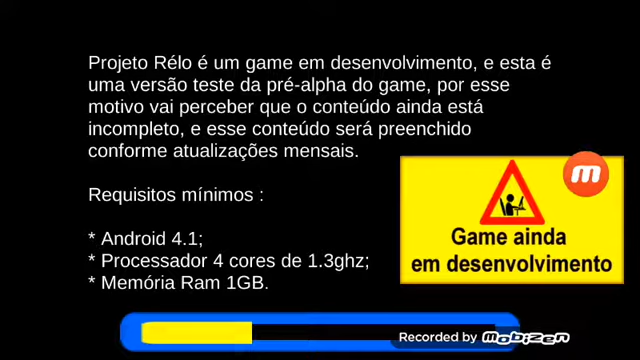 Projeto Rélo é um game em desenvolvimento, e esta é
uma versão teste da pré-alpha do game, por esse
motivo vai perceber que o conteúdo ainda está
incompleto, e esse conteúdo será preenchido
conforme atualizações mensais.
Requisitos mínimos :
* Android 4.1;
* Processador 4 cores de 1.3ghz;
* Memória Ram 1GB.
m
Game ainda
em desenvolvimento
Recorded by mobizen